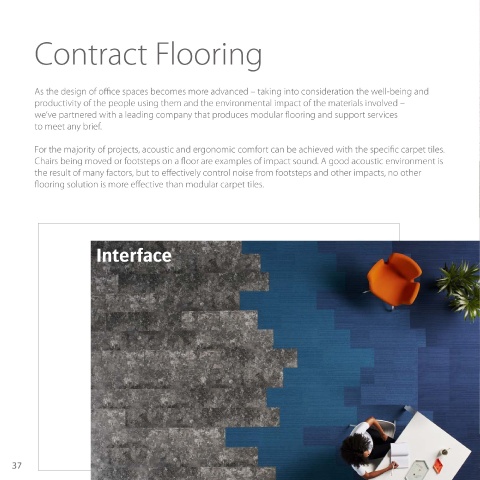 Contract Flooring
As the design of office spaces becomes more advanced – taking into consideration the well-being and
productivity of the people using them and the environmental impact of the materials involved –
we've partnered with a leading company that produces modular flooring and support services
to meet any brief.
For the majority of projects, acoustic and ergonomic comfort can be achieved with the specific carpet tiles.
Chairs being moved or footsteps on a floor are examples of impact sound. A good acoustic environment is
the result of many factors, but to effectively control noise from footsteps and other impacts, no other
flooring solution is more effective than modular carpet tiles.
Interface
37